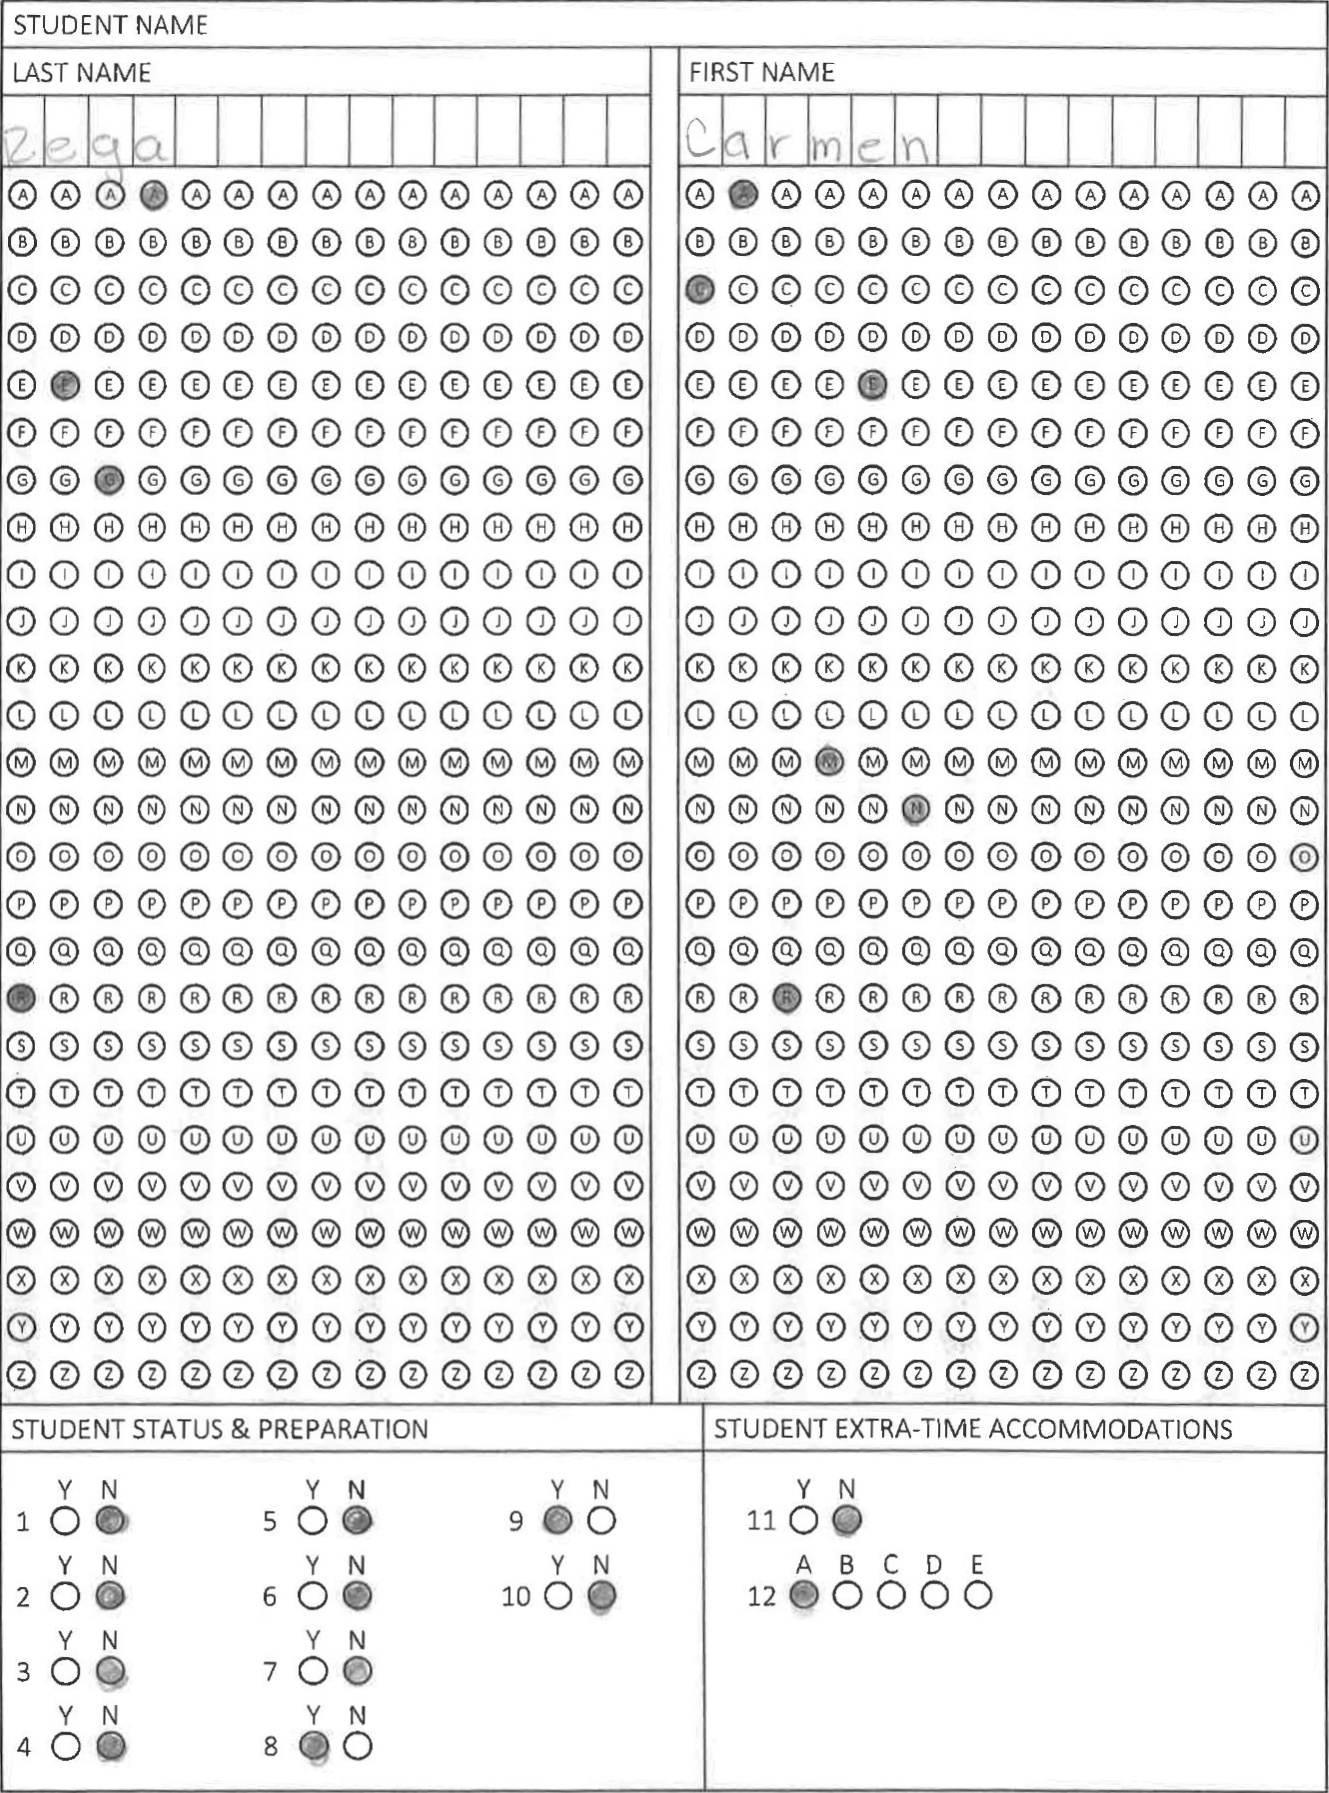 STUDENT NAME
LAST NAME
Rega
A A A A A A A A A A A A A A A
B B B B B B B B B B B B B B B
C C C C C C C C C C C C C C C
D D D D D D D D D D D D D D D
E E E E E E E E E E E E E E E
F F F F F F F F F F F F F F F
G G G G G G G G G G G G G G G
H H H H H H H H H H H H H H H
I I I I I I I I I I I I I I I
J J J J J J J J J J J J J J J
K K K K K K K K K K K K K K K
L L L L L L L L L L L L L L L
M M M M M M M M M M M M M M M
N N N N N N N N N N N N N N N
O O O O O O O O O O O O O O O
P P P P P P P P P P P P P P P
Q Q Q Q Q Q Q Q Q Q Q Q Q Q Q
R R R R R R R R R R R R R R R
S S S S S S S S S S S S S S S
T T T T T T T T T T T T T T T
U U U U U U U U U U U U U U U
V V V V V V V V V V V V V V V
W W W W W W W W W W W W W W W
X X X X X X X X X X X X X X X
Y Y Y Y Y Y Y Y Y Y Y Y Y Y Y
Z Z Z Z Z Z Z Z Z Z Z Z Z Z Z
FIRST NAME
Carmen
A A A A A A A A A A A A A A A
B B B B B B B B B B B B B B B
C C C C C C C C C C C C C C C
D D D D D D D D D D D D D D D
E E E E E E E E E E E E E E E
F F F F F F F F F F F F F F F
G G G G G G G G G G G G G G G
H H H H H H H H H H H H H H H
I I I I I I I I I I I I I I I
J J J J J J J J J J J J J J J
K K K K K K K K K K K K K K K
L L L L L L L L L L L L L L L
M M M M M M M M M M M M M M M
N N N N N N N N N N N N N N N
O O O O O O O O O O O O O O O
P P P P P P P P P P P P P P P
Q Q Q Q Q Q Q Q Q Q Q Q Q Q Q
R R R R R R R R R R R R R R R
S S S S S S S S S S S S S S S
T T T T T T T T T T T T T T T
U U U U U U U U U U U U U U U
V V V V V V V V V V V V V V V
W W W W W W W W W W W W W W W
X X X X X X X X X X X X X X X
Y Y Y Y Y Y Y Y Y Y Y Y Y Y Y
Z Z Z Z Z Z Z Z Z Z Z Z Z Z Z
STUDENT STATUS & PREPARATION
Y N
1
Y N
2
Y N
3
Y N
4
Y N
5
Y N
6
Y N
7
Y N
8
Y N
9
Y N
10
STUDENT EXTRA-TIME ACCOMMODATIONS
Y N
11
A B C D E
12